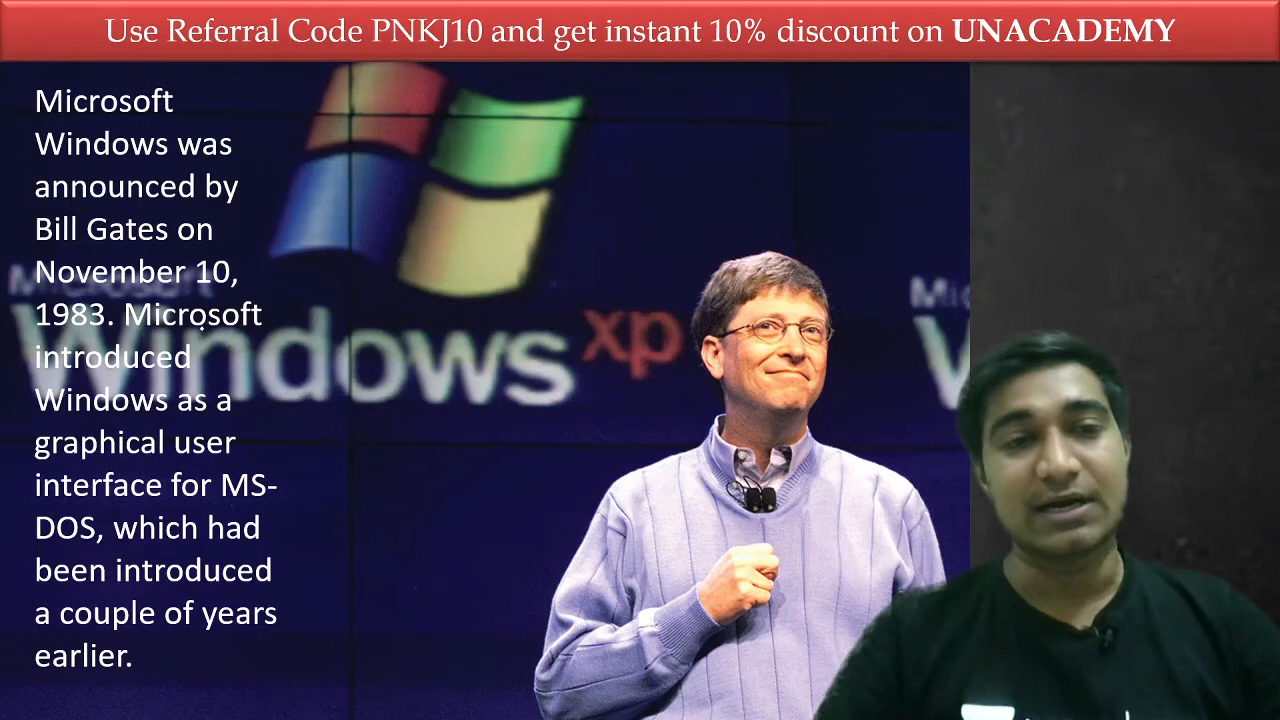 Use Referral Code PNKJ10 and get instant 10% discount on UNACADEMY
Microsoft
Windows was
announced by
Bill Gates on
November 10,
1983. Microsoft
introduced
Windows as a
graphical user
interface for MS-
DOS, which had
been introduced
a couple of years
earlier.
Microsoft
Windows xp